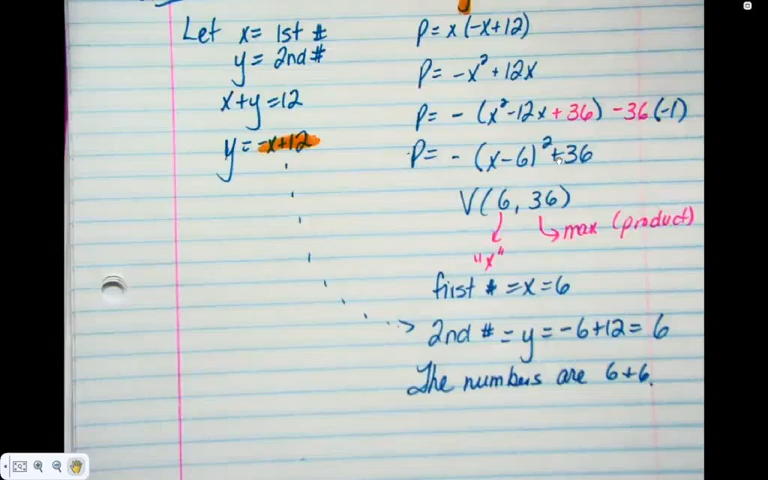 Let x = 1st #
y = 2nd #
x+y=12
y = -x+12
P = x(-x+12)
P = -x² + 12x
P = - (x²-12x+36) -36(-1)
P = - (x-6)² +36
V(6, 36)
"x"
max (product)
first # = x = 6
2nd # = y = -6+12 = 6
The numbers are 6+6.